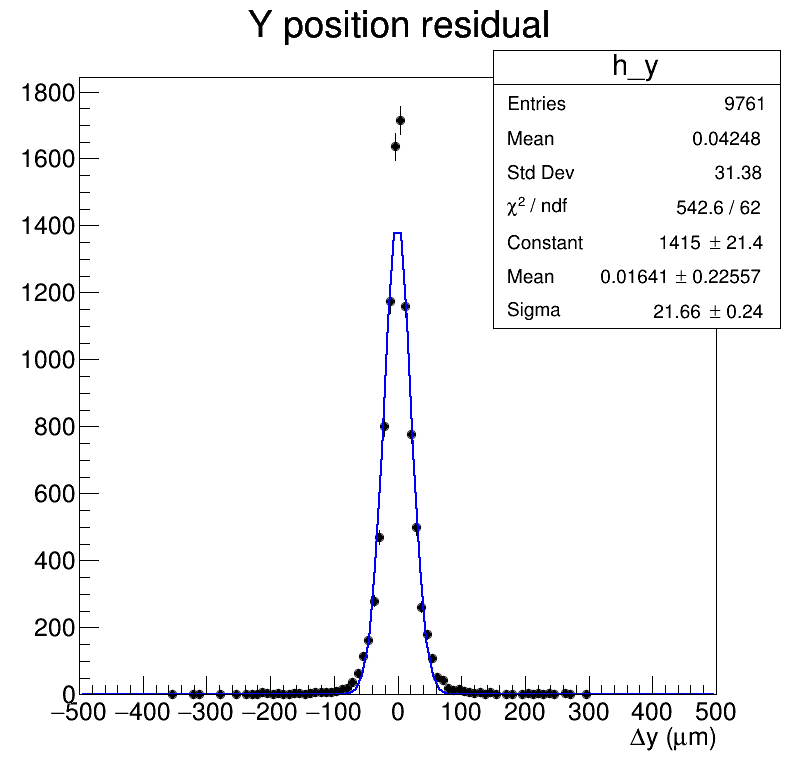 Y position residual
h_y
Entries 9761
Mean 0.04248
Std Dev 31.38
χ² / ndf 542.6 / 62
Constant 1415 ± 21.4
Mean 0.01641 ± 0.22557
Sigma 21.66 ± 0.24
1800
1600
1400
1200
1000
800
600
400
200
0
−500 −400 −300 −200 −100 0 100 200 300 400 500
Δy (μm)